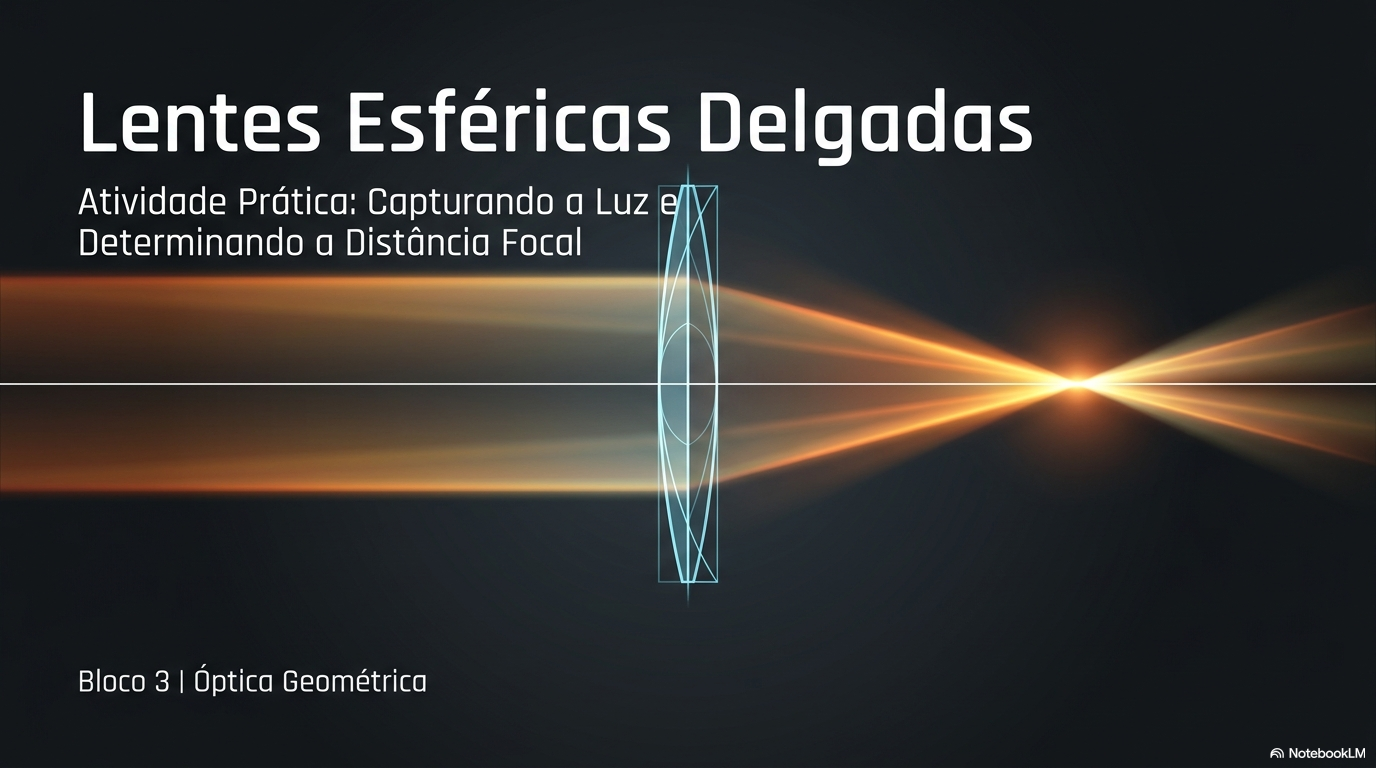 Lentes Esféricas Delgadas
Atividade Prática: Capturando a Luz e
Determinando a Distância Focal
Bloco 3 | Óptica Geométrica
NotebookLM